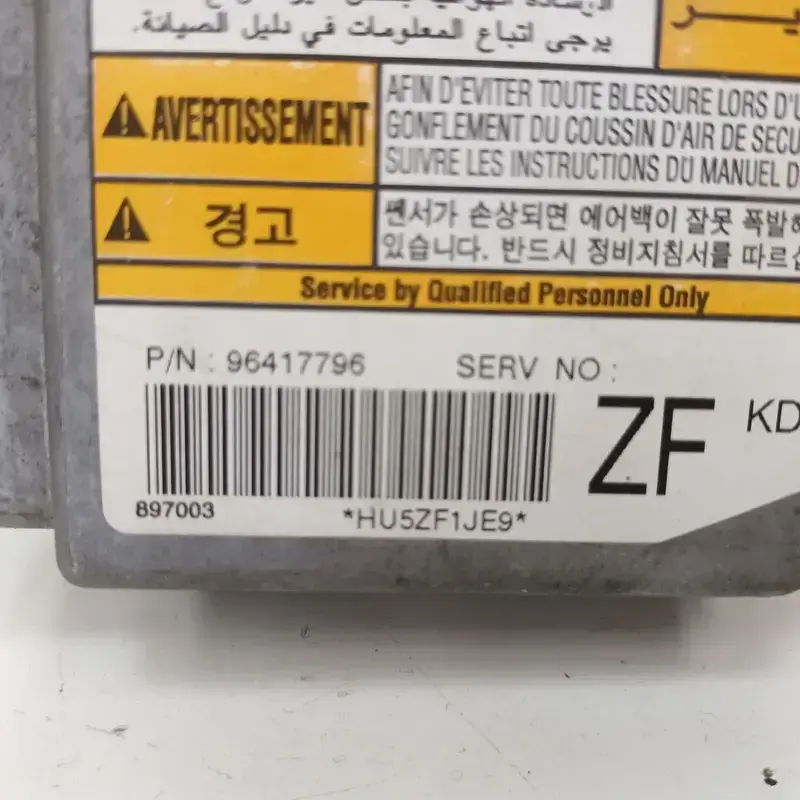 يرجى اتباع المعلومات في دليل الصيانة.
AVERTISSEMENT
AFIN D'EVITER TOUTE BLESSURE LORS D'U
GONFLEMENT DU COUSSIN D'AIR DE SECU
SUIVRE LES INSTRUCTIONS DU MANUEL D
경고
쎈서가 손상되면 에어백이 잘못 폭발하
있습니다. 반드시 정비지침서를 따르십
Service by Qualified Personnel Only
P/N : 96417796 SERV NO :
ZF KD
897003 *HU5ZF1JE9*